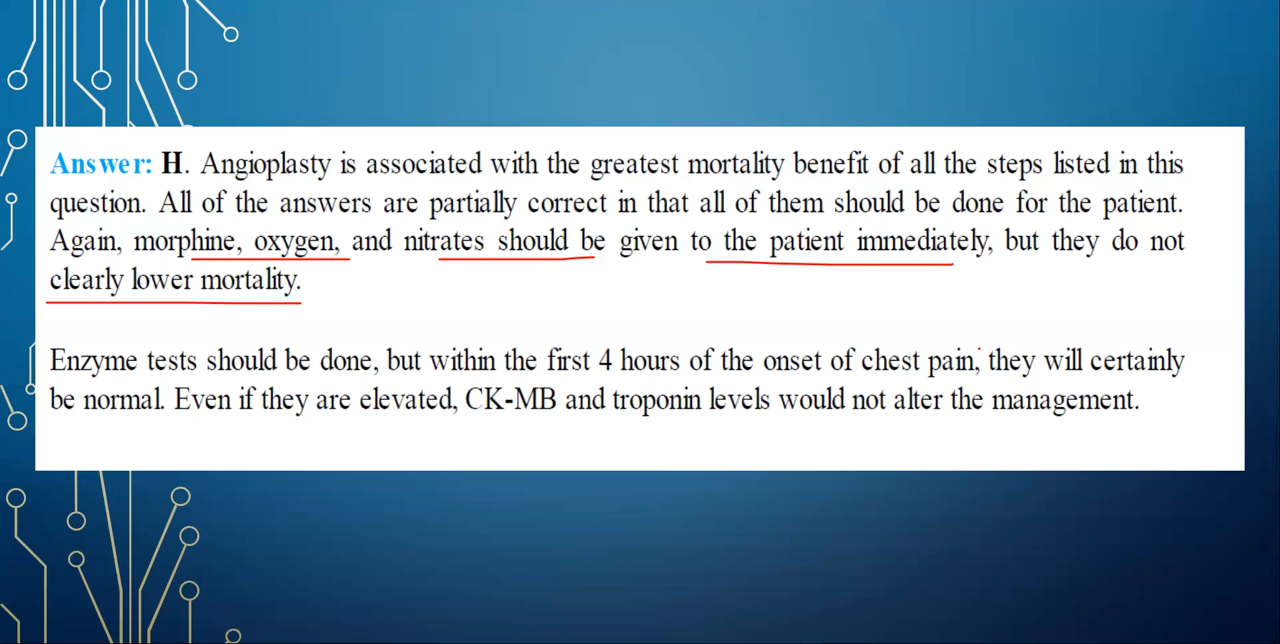 Answer: H. Angioplasty is associated with the greatest mortality benefit of all the steps listed in this
question. All of the answers are partially correct in that all of them should be done for the patient.
Again, morphine, oxygen, and nitrates should be given to the patient immediately, but they do not
clearly lower mortality.
Enzyme tests should be done, but within the first 4 hours of the onset of chest pain, they will certainly
be normal. Even if they are elevated, CK-MB and troponin levels would not alter the management.